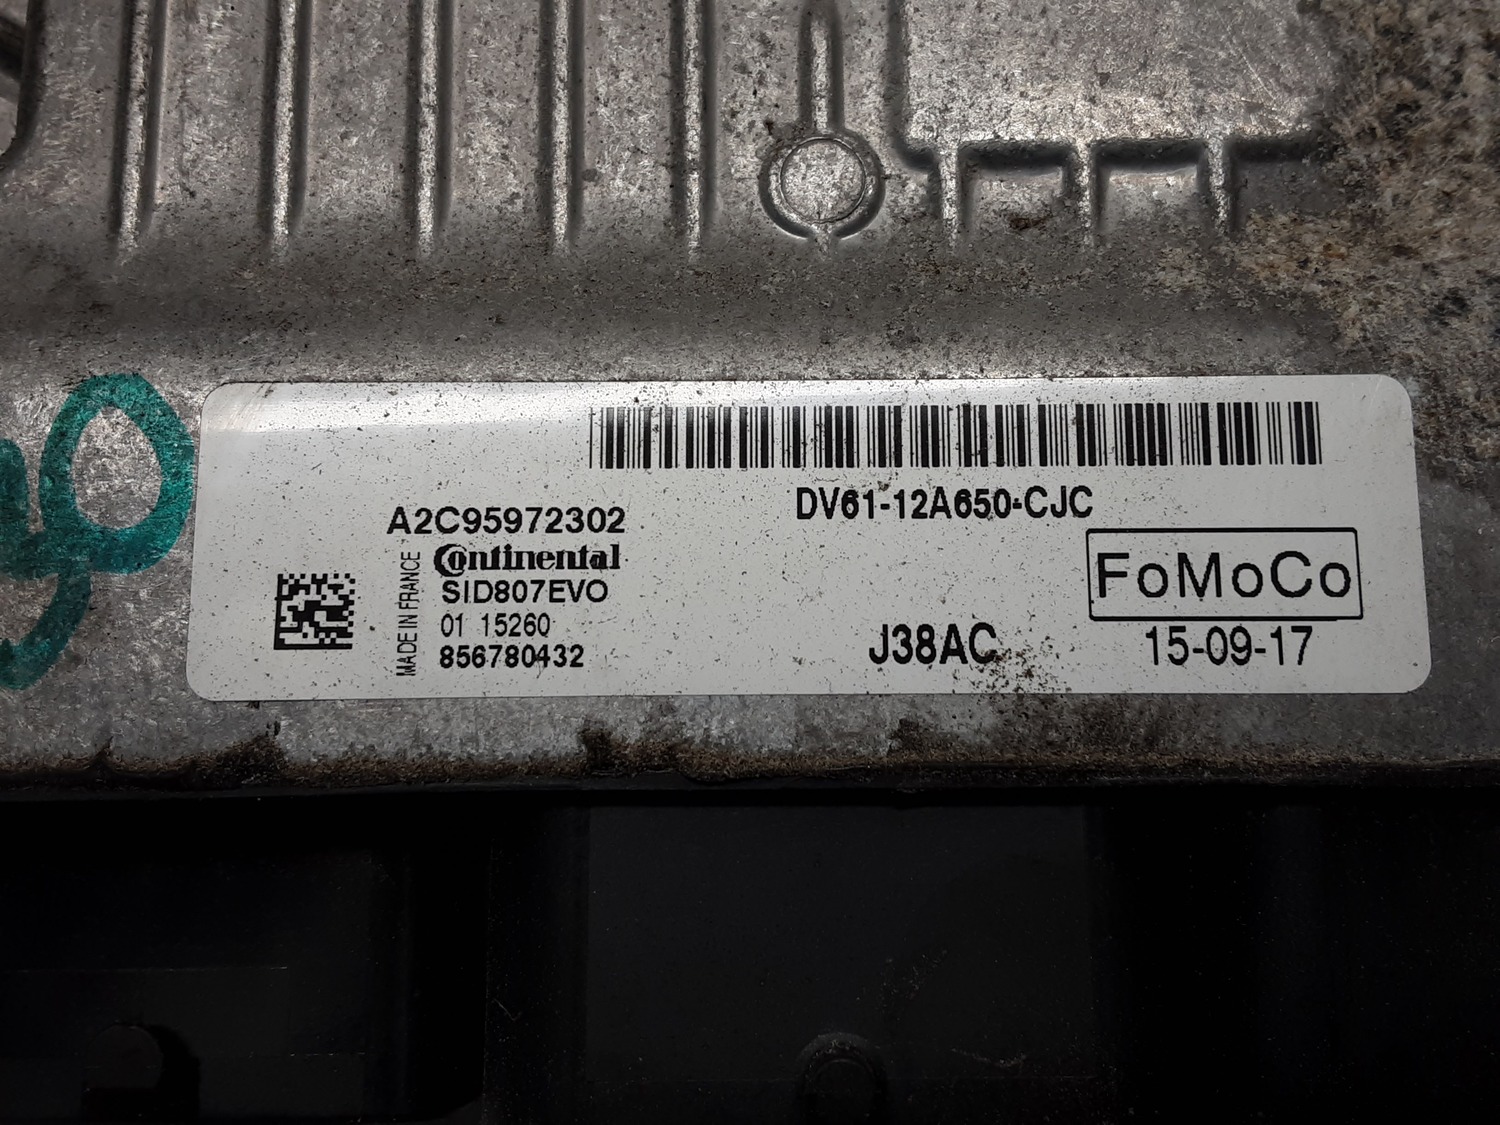 DV61-12A650-CJC
A2C95972302
Continental
SID807EVO
01 15260
856780432
MADE IN FRANCE
FoMoCo
J38AC
15-09-17